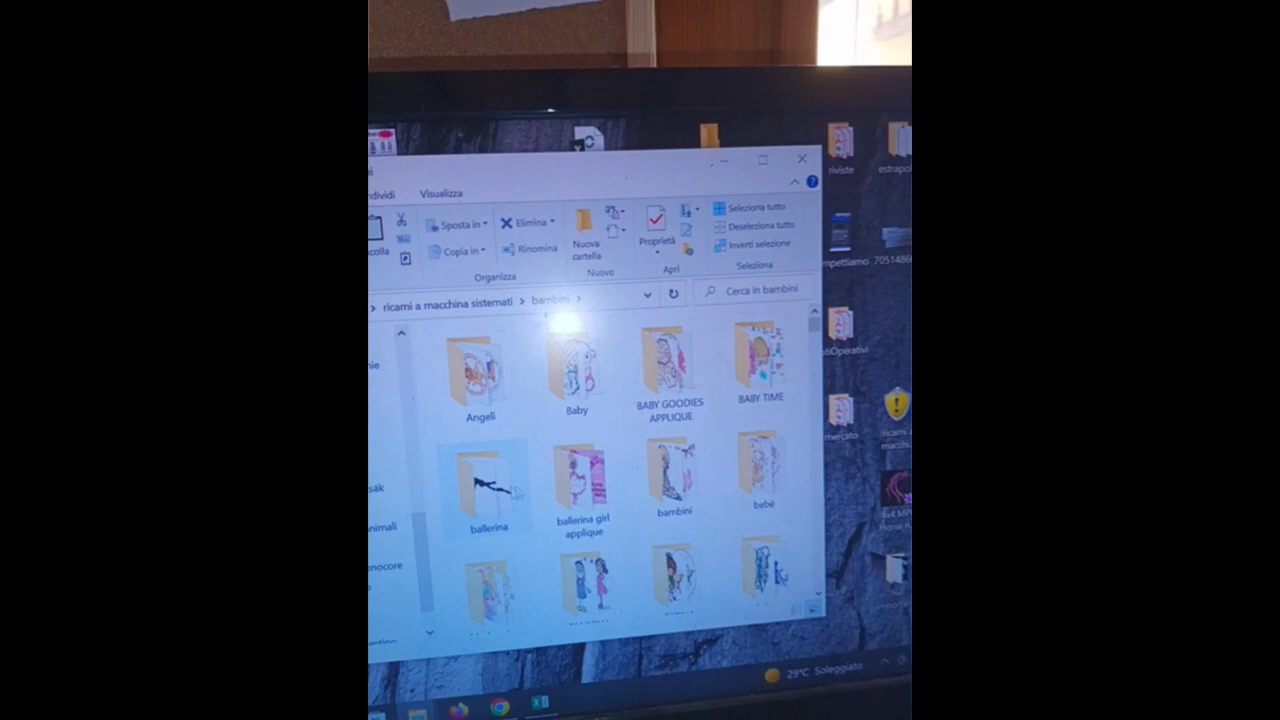 Visualizza
Sposta in
Elimina
Seleziona tutto
Copia in
Rinomina
Nuova
cartella
Proprietà
Deseleziona tutto
Inverti selezione
Organizza
Nuovo
Apri
Seleziona
ricami a macchina sistemati > bambini >
Cerca in bambini
Angeli
Baby
BABY GOODIES
APPLIQUE
BABY TIME
ballerina
ballerina girl
applique
bambini
bebè
riviste
mercato
29°C Soleggiato